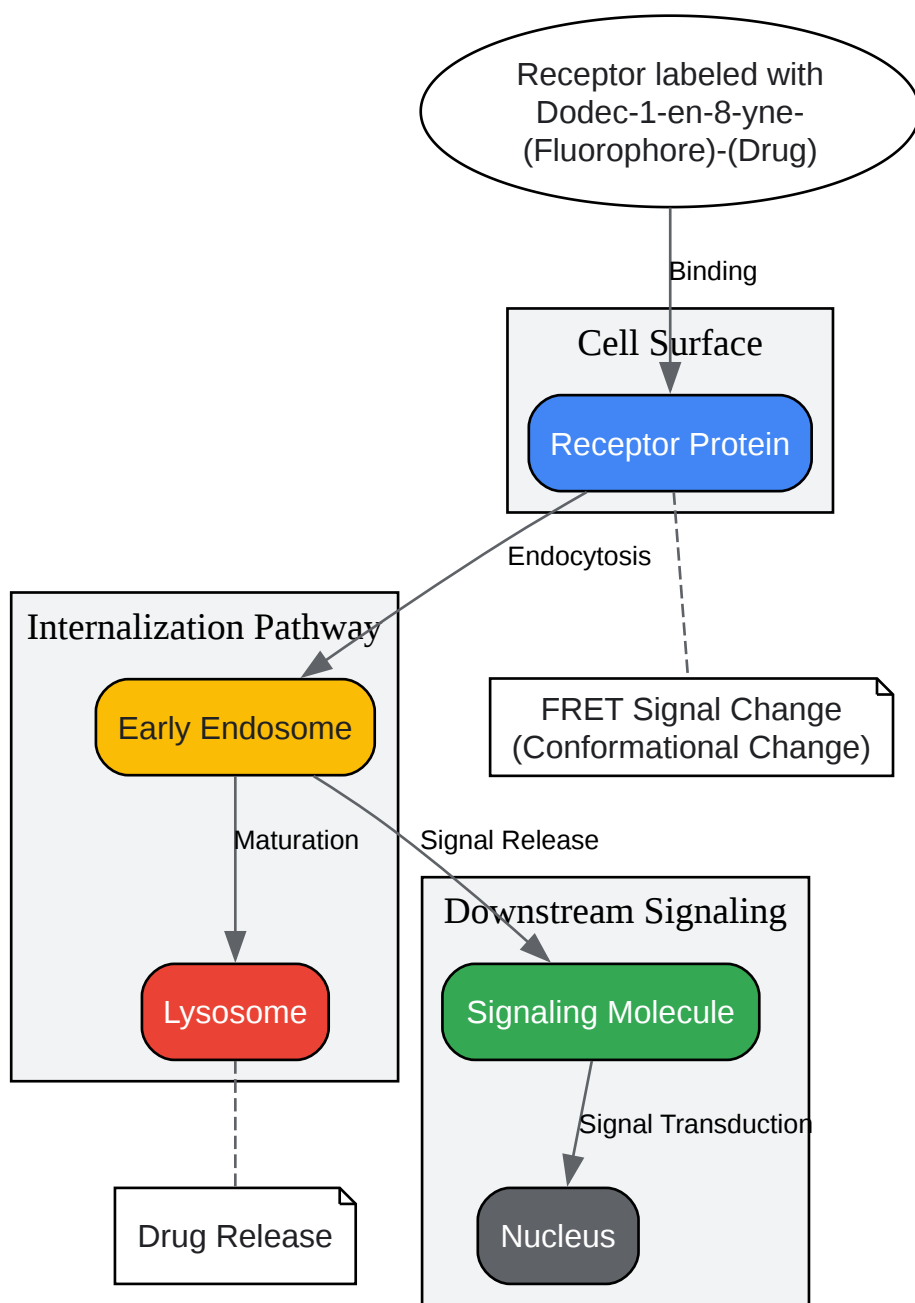 Receptor labeled with
Dodec-1-en-8-yne-
(Fluorophore)-(Drug)
Binding
Cell Surface
Receptor Protein
Endocytosis
Internalization Pathway
Early Endosome
FRET Signal Change
(Conformational Change)
Maturation
Signal Release
Downstream Signaling
Lysosome
Signaling Molecule
Signal Transduction
Drug Release
Nucleus